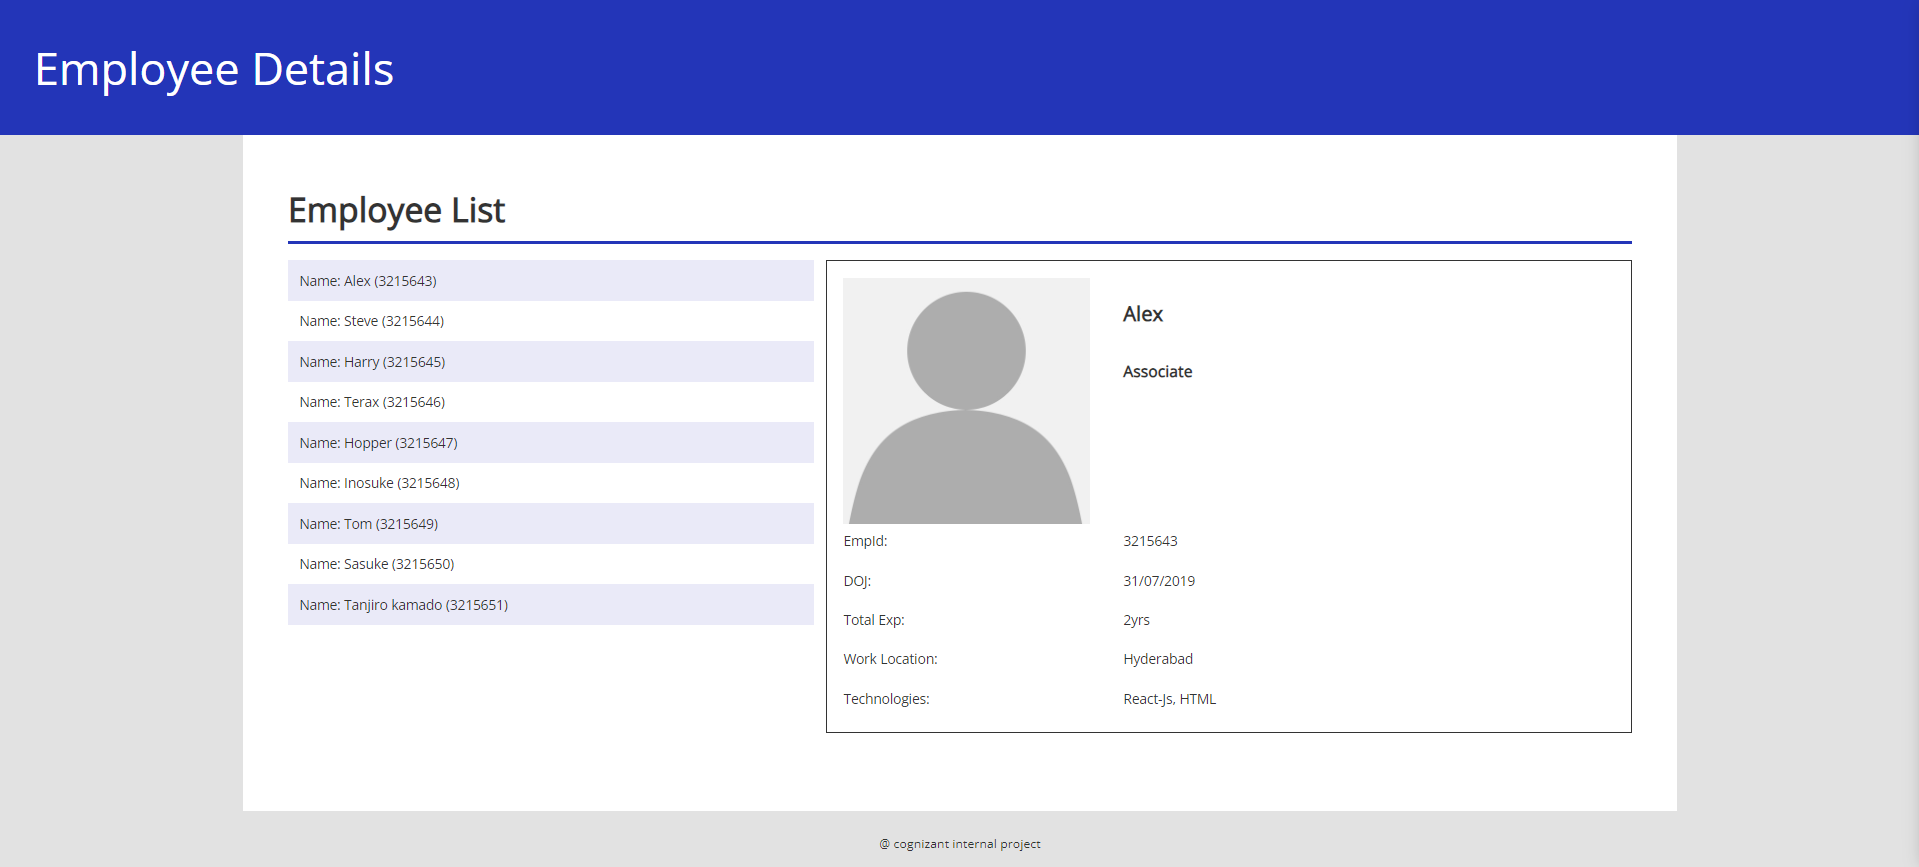 Employee Details
Employee List
Name: Alex (3215643)
Name: Steve (3215644)
Name: Harry (3215645)
Name: Terax (3215646)
Name: Hopper (3215647)
Name: Inosuke (3215648)
Name: Tom (3215649)
Name: Sasuke (3215650)
Name: Tanjiro kamado (3215651)
Alex
Associate
EmpId: 3215643
DOJ: 31/07/2019
Total Exp: 2yrs
Work Location: Hyderabad
Technologies: React-Js, HTML
@ cognizant internal project